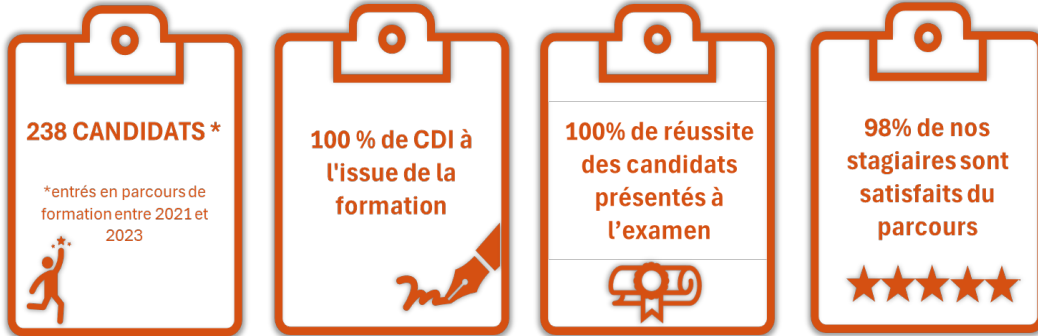 238 CANDIDATS *
*entrés en parcours de
formation entre 2021 et
2023
100 % de CDI à
l'issue de la
formation
100% de réussite
des candidats
présentés à
l’examen
98% de nos
stagiaires sont
satisfaits du
parcours